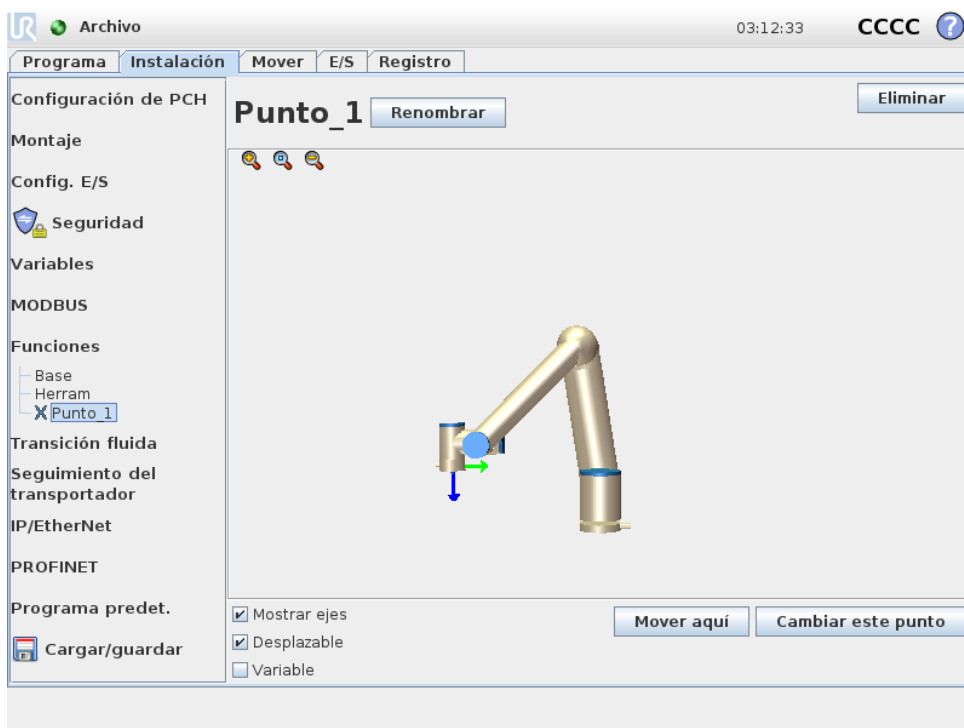 UR
Archivo
03:12:33
CCCC
?
Programa
Instalación
Mover
E/S
Registro
Configuración de PCH
Montaje
Config. E/S
Seguridad
Variables
MODBUS
Funciones
Base
Herram
Punto_1
Transición fluida
Seguimiento del
transportador
IP/EtherNet
PROFINET
Programa predet.
Cargar/guardar
Punto_1
Renombrar
Eliminar
Mostrar ejes
Desplazable
Variable
Mover aquí
Cambiar este punto